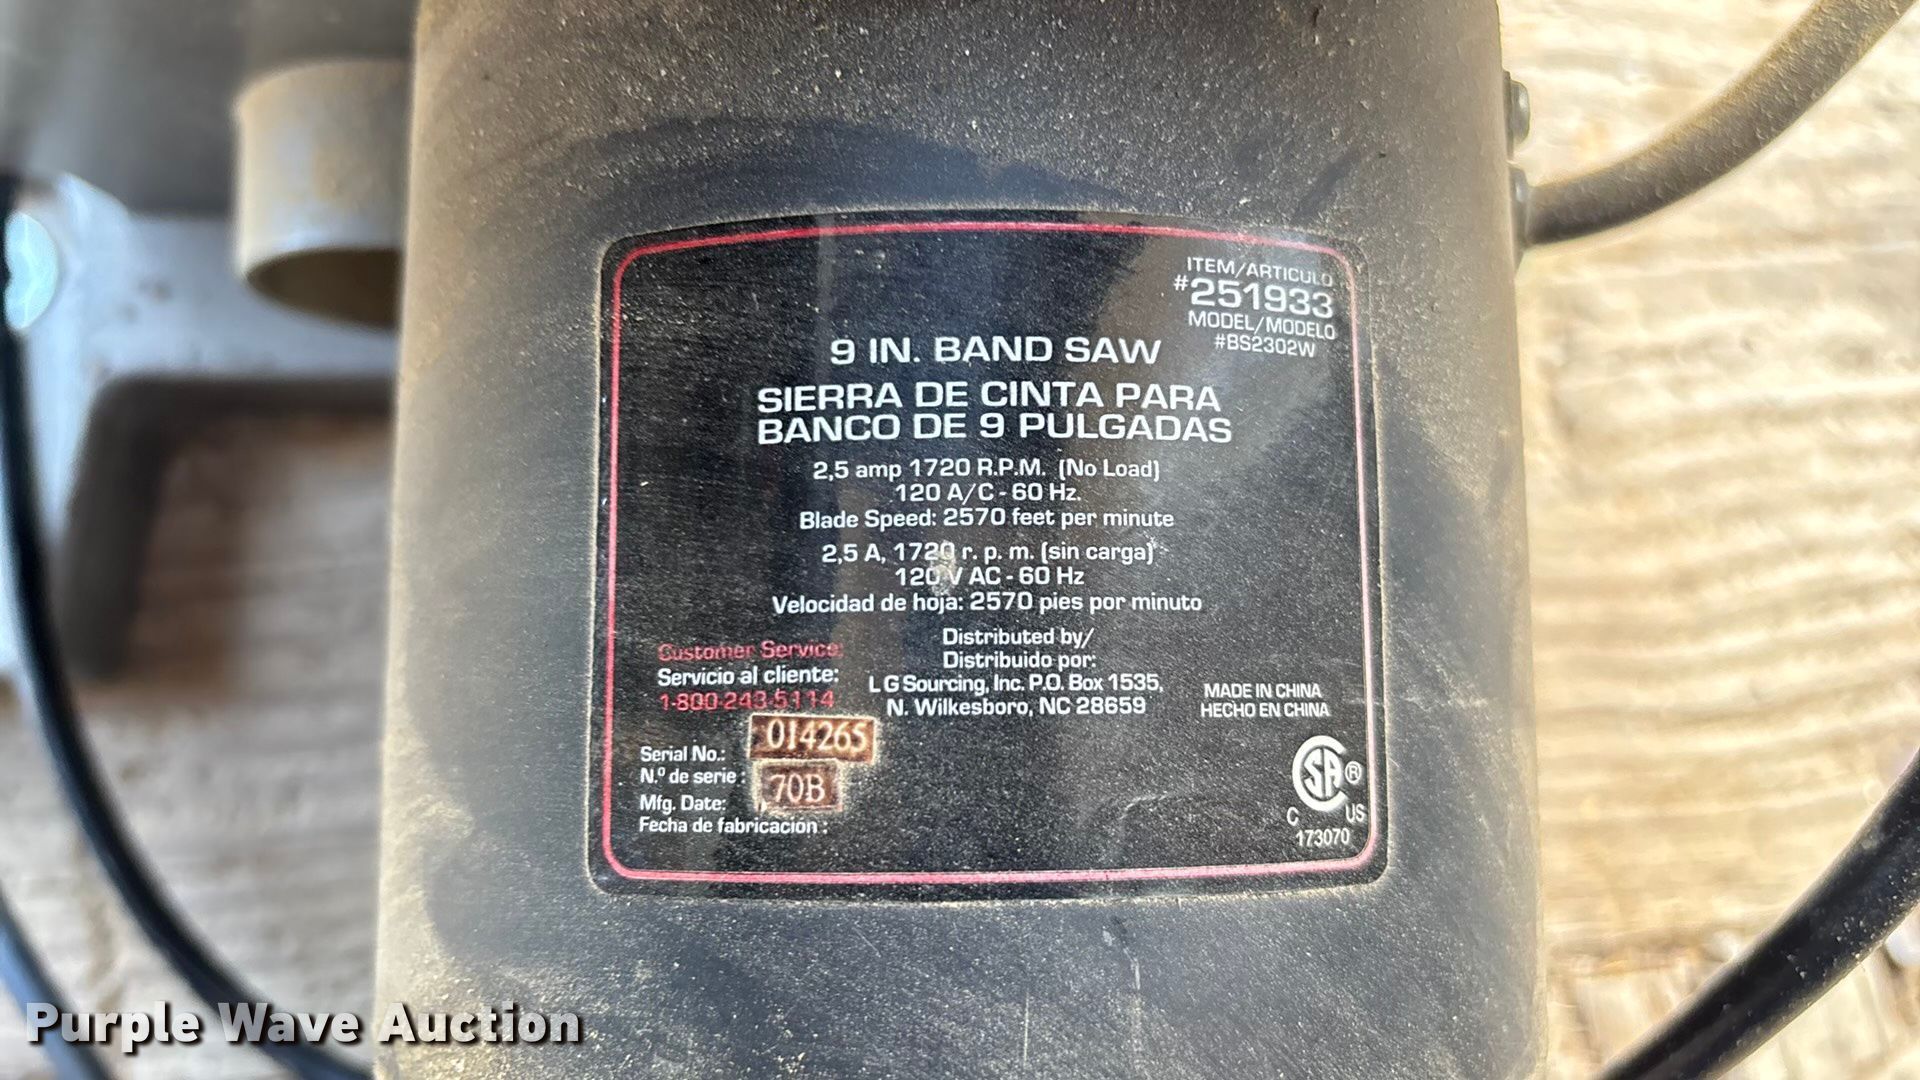 ITEM/ARTICULO
#251933
MODEL/MODELO
#BS2302W
9 IN. BAND SAW
SIERRA DE CINTA PARA
BANCO DE 9 PULGADAS
2,5 amp 1720 R.P.M. (No Load)
120 A/C - 60 Hz.
Blade Speed: 2570 feet per minute
2,5 A, 1720 r. p. m. (sin carga)
120 V AC - 60 Hz
Velocidad de hoja: 2570 pies por minuto
Customer Service:
Servicio al cliente:
1-800-243-5114
Distributed by/
Distribuido por:
L G Sourcing, Inc. P.O. Box 1535,
N. Wilkesboro, NC 28659
MADE IN CHINA
HECHO EN CHINA
Serial No.: 014265
N.º de serie :
Mfg. Date: 70B
Fecha de fabricación :
SA ®
C US
173070
Purple Wave Auction